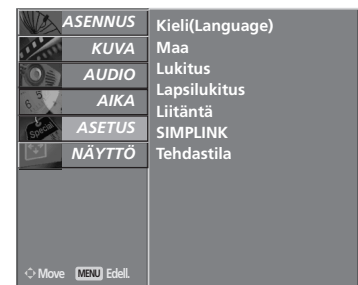 ASENNUS
KUVA
AUDIO
AIKA
ASETUS
NÄYTTÖ
Kieli(Language)
Maa
Lukitus
Lapsilukitus
Liitäntä
SIMPLINK
Tehdastila
Move MENU Edell.